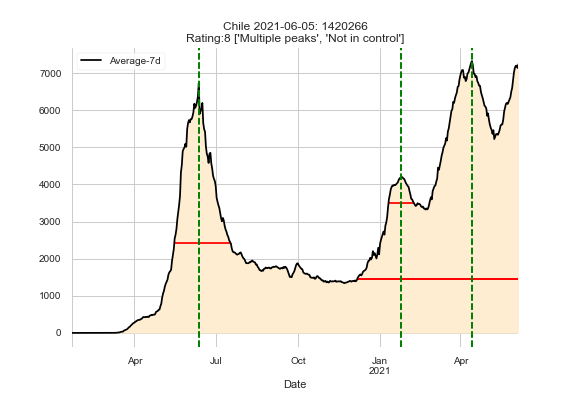 Chile 2021-06-05: 1420266
Rating:8 ['Multiple peaks', 'Not in control']
Average-7d
7000
6000
5000
4000
3000
2000
1000
0
Apr Jul Oct Jan Apr
2021
Date